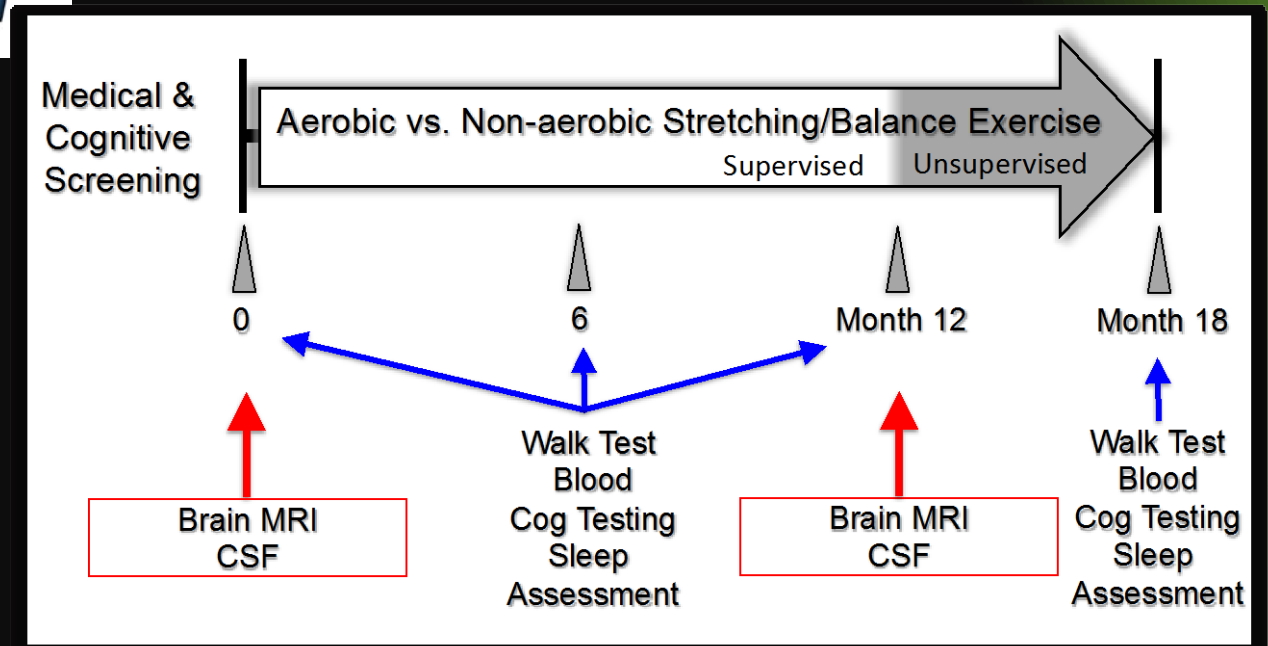 Medical &
Cognitive
Screening
Aerobic vs. Non-aerobic Stretching/Balance Exercise
Supervised
Unsupervised
0
6
Month 12
Month 18
Brain MRI
CSF
Walk Test
Blood
Cog Testing
Sleep
Assessment
Brain MRI
CSF
Walk Test
Blood
Cog Testing
Sleep
Assessment